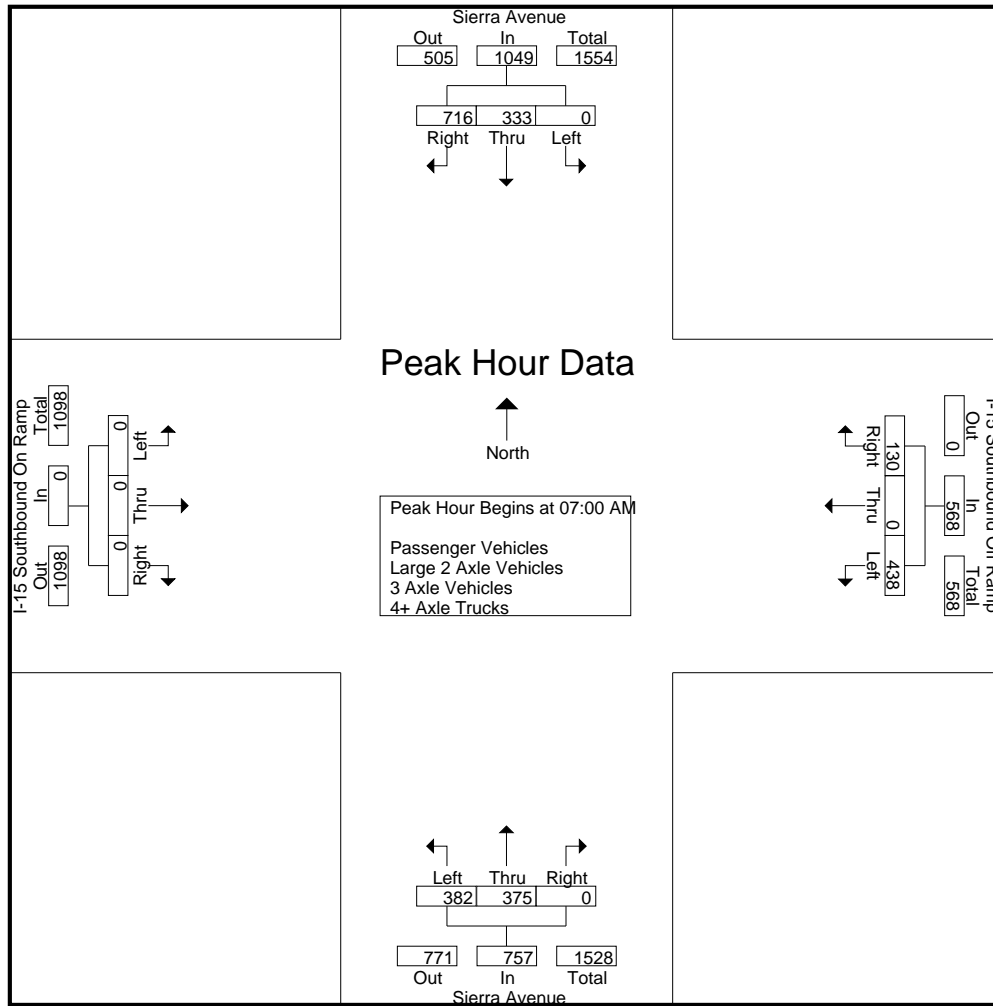 Sierra Avenue
Out In Total
505 1049 1554
716 333 0
Right Thru Left
Peak Hour Data
North
Peak Hour Begins at 07:00 AM
Passenger Vehicles
Large 2 Axle Vehicles
3 Axle Vehicles
4+ Axle Trucks
I-15 Southbound On Ramp
Out In Total
1098 0 1098
Left Thru Right
0 0 0
I-15 Southbound Off Ramp
Out In Total
0 568 568
130 0 438
Right Thru Left
Left Thru Right
382 375 0
771 757 1528
Out In Total
Sierra Avenue